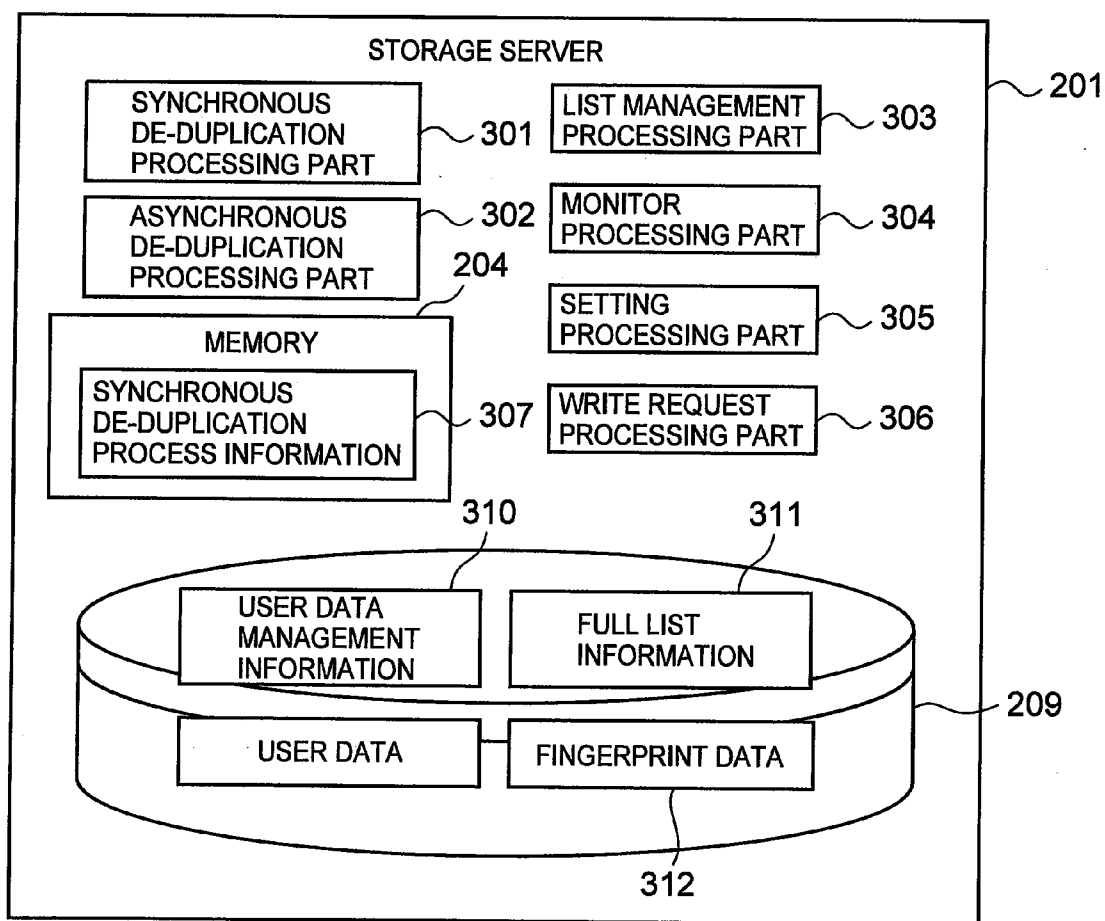 STORAGE SERVER
201
SYNCHRONOUS
DE-DUPLICATION
PROCESSING PART
301
LIST MANAGEMENT
PROCESSING PART
303
ASYNCHRONOUS
DE-DUPLICATION
PROCESSING PART
302
MONITOR
PROCESSING PART
304
204
MEMORY
SYNCHRONOUS
DE-DUPLICATION
PROCESS INFORMATION
307
SETTING
PROCESSING PART
305
WRITE REQUEST
PROCESSING PART
306
310
311
USER DATA
MANAGEMENT
INFORMATION
FULL LIST
INFORMATION
209
USER DATA
FINGERPRINT DATA
312